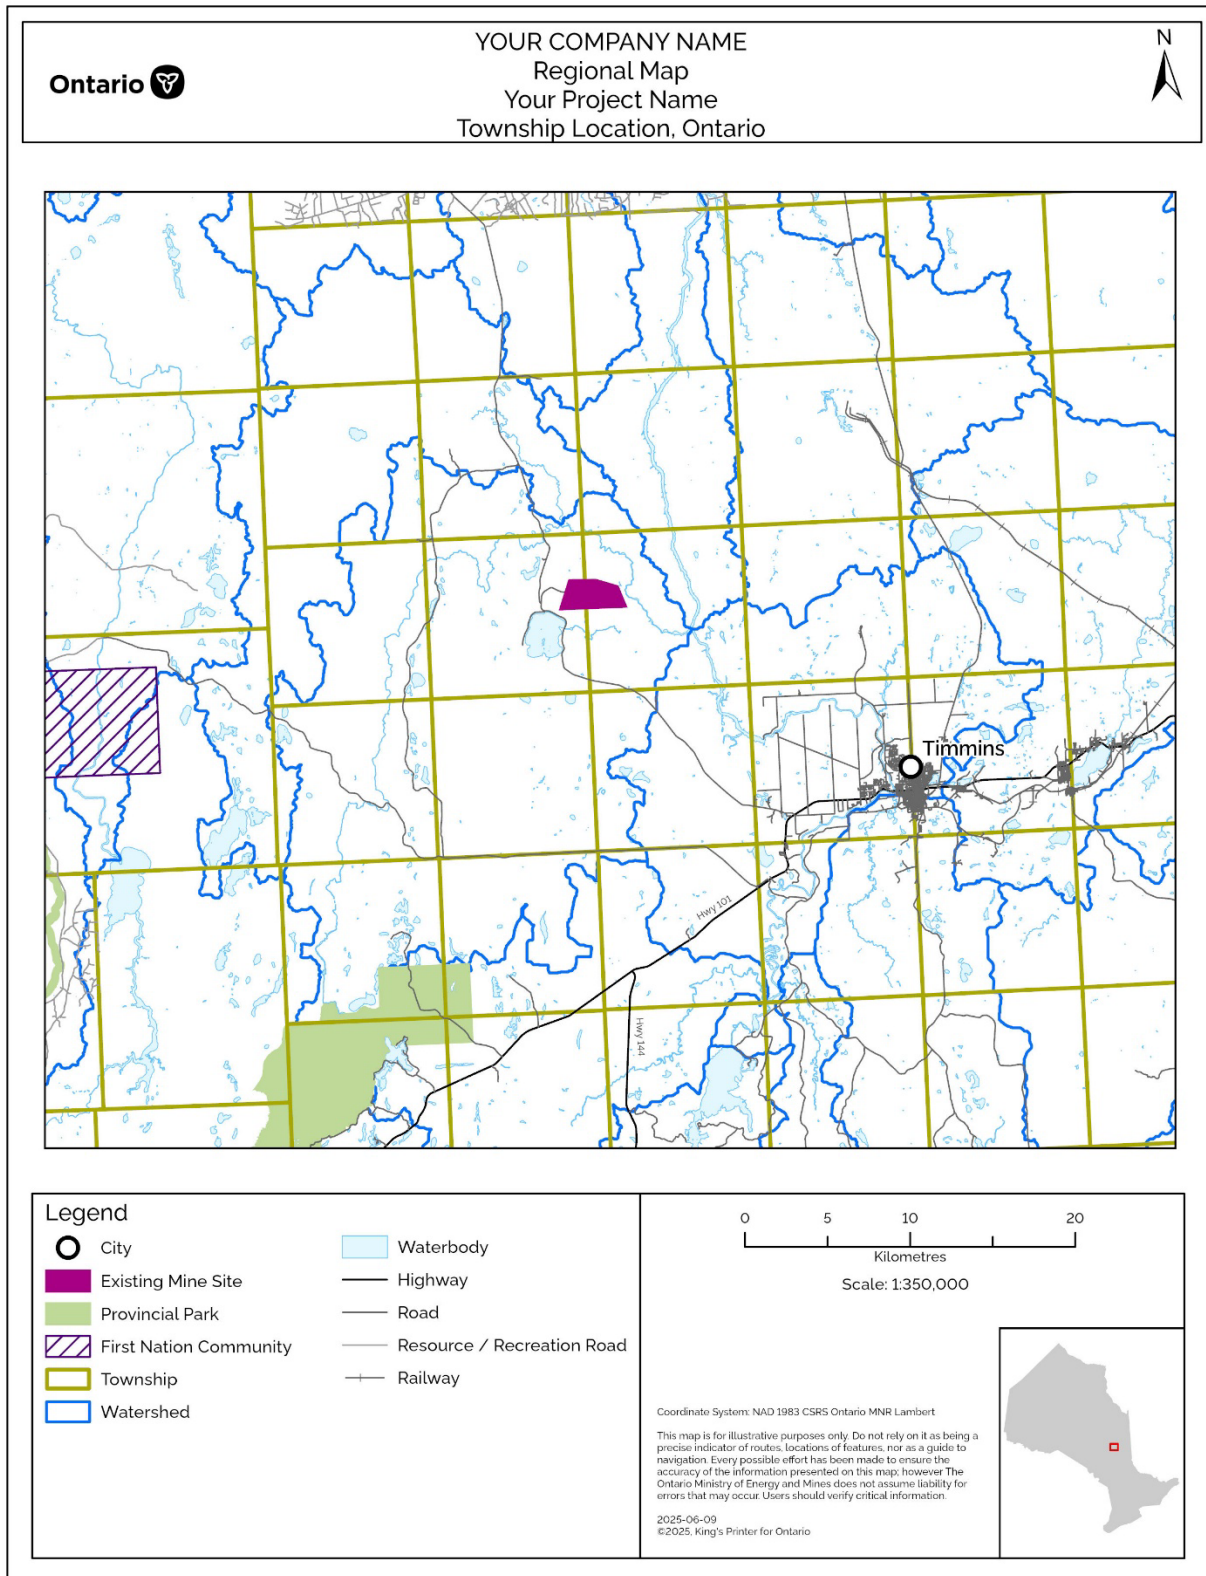 Ontario
YOUR COMPANY NAME
Regional Map
Your Project Name
Township Location, Ontario
N
Timmins
Hwy 101
Hwy 144
Legend
City
Existing Mine Site
Provincial Park
First Nation Community
Township
Watershed
Waterbody
Highway
Road
Resource / Recreation Road
Railway
0 5 10 20
Kilometres
Scale: 1:350,000
Coordinate System: NAD 1983 CSRS Ontario MNR Lambert
This map is for illustrative purposes only. Do not rely on it as being a
precise indicator of routes, locations of features, nor as a guide to
navigation. Every possible effort has been made to ensure the
accuracy of the information presented on this map; however The
Ontario Ministry of Energy and Mines does not assume liability for
errors that may occur. Users should verify critical information.
2025-06-09
©2025, King's Printer for Ontario